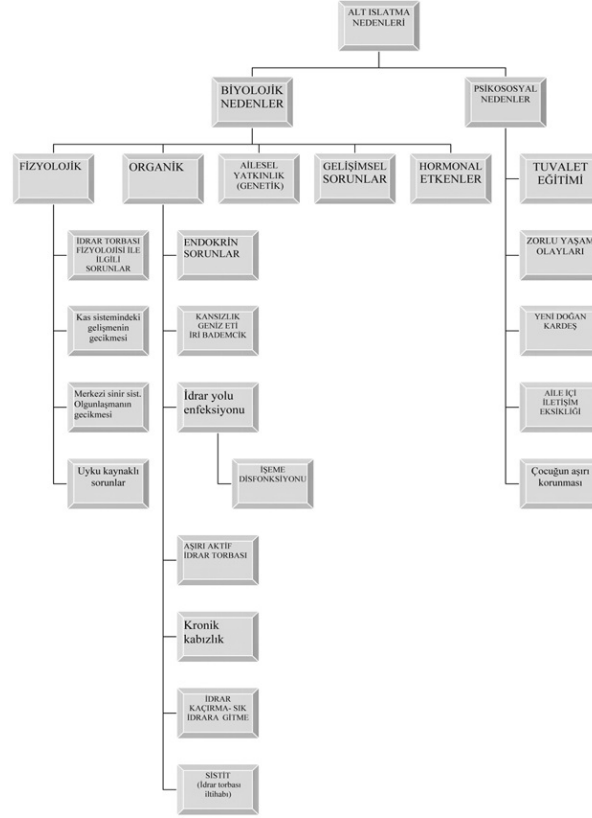 ALT ISLATMA
NEDENLERİ
BİYOLOJİK
NEDENLER
PSİKOSOSYAL
NEDENLER
FİZYOLOJİK
ORGANİK
AİLESEL
YATKINLIK
(GENETİK)
GELİŞİMSEL
SORUNLAR
HORMONAL
ETKENLER
TUVALET
EĞİTİMİ
İDRAR TORBASI
FİZYOLOJİSİ İLE
İLGİLİ
SORUNLAR
ENDOKRİN
SORUNLAR
ZORLU YAŞAM
OLAYLARI
Kas sistemindeki
gelişmenin
gecikmesi
KANSIZLIK
GENİZ ETİ
İRİ BADEMCİK
YENİ DOĞAN
KARDEŞ
Merkezi sinir sist.
Olgunlaşmanın
gecikmesi
İdrar yolu
enfeksiyonu
AİLE İÇİ
İLETİŞİM
EKSİKLİĞİ
Uyku kaynaklı
sorunlar
İŞEME
DİSFONKSİYONU
Çocuğun aşırı
korunması
AŞIRI AKTİF
İDRAR TORBASI
Kronik
kabızlık
İDRAR
KAÇIRMA- SIK
İDRARA GİTME
SİSTİT
(İdrar torbası
iltihabı)